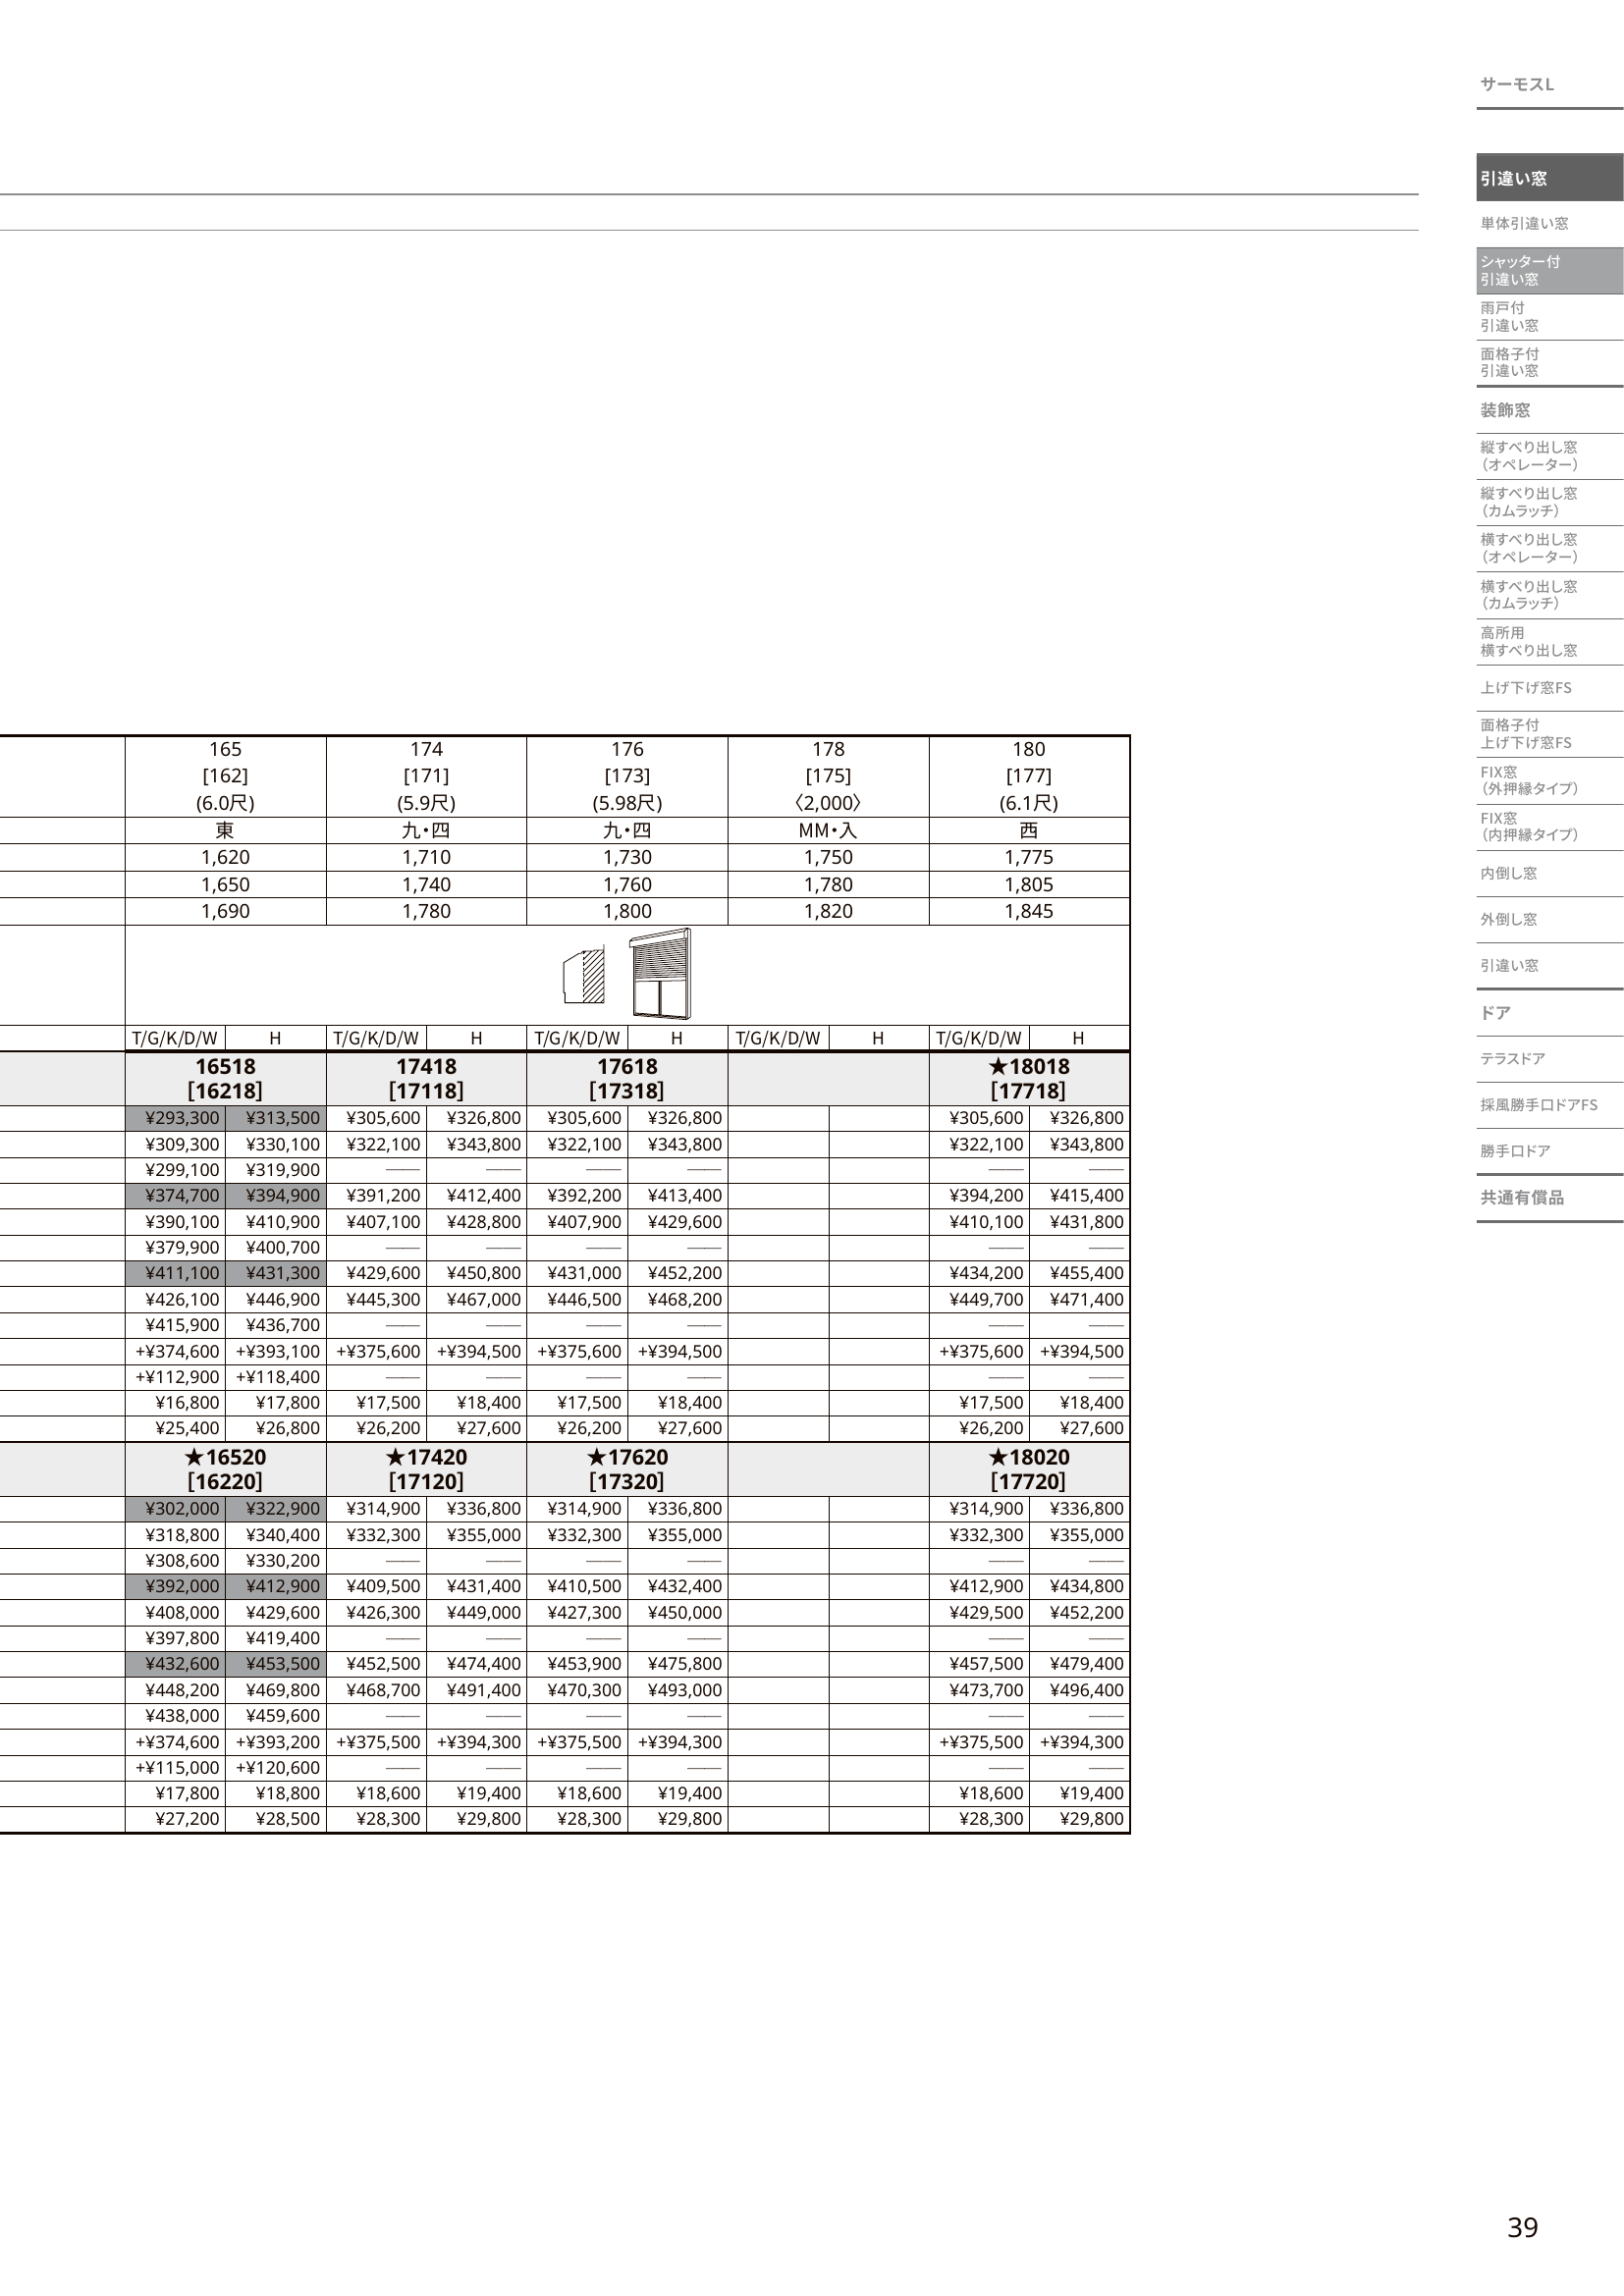 サーモスL
引違い窓
単体引違い窓
シャッター付
引違い窓
雨戸付
引違い窓
面格子付
引違い窓
装飾窓
縦すべり出し窓
（オペレーター）
縦すべり出し窓
（カムラッチ）
横すべり出し窓
（オペレーター）
横すべり出し窓
（カムラッチ）
高所用
横すべり出し窓
上げ下げ窓FS
面格子付
上げ下げ窓FS
FIX窓
（外押縁タイプ）
FIX窓
（内押縁タイプ）
内倒し窓
外倒し窓
引違い窓
ドア
テラスドア
採風勝手口ドアFS
勝手口ドア
共通有償品
165 174 176 178 180
[162] [171] [173] [175] [177]
(6.0尺) (5.9尺) (5.98尺) 〈2,000〉 (6.1尺)
東 九・四 九・四 MM・入 西
1,620 1,710 1,730 1,750 1,775
1,650 1,740 1,760 1,780 1,805
1,690 1,780 1,800 1,820 1,845
T/G/K/D/W H T/G/K/D/W H T/G/K/D/W H T/G/K/D/W H T/G/K/D/W H
16518 17418 17618 ★18018
[16218] [17118] [17318] [17718]
¥293,300 ¥313,500 ¥305,600 ¥326,800 ¥305,600 ¥326,800 ¥305,600 ¥326,800
¥309,300 ¥330,100 ¥322,100 ¥343,800 ¥322,100 ¥343,800 ¥322,100 ¥343,800
¥299,100 ¥319,900 —— —— —— —— —— ——
¥374,700 ¥394,900 ¥391,200 ¥412,400 ¥392,200 ¥413,400 ¥394,200 ¥415,400
¥390,100 ¥410,900 ¥407,100 ¥428,800 ¥407,900 ¥429,600 ¥410,100 ¥431,800
¥379,900 ¥400,700 —— —— —— —— —— ——
¥411,100 ¥431,300 ¥429,600 ¥450,800 ¥431,000 ¥452,200 ¥434,200 ¥455,400
¥426,100 ¥446,900 ¥445,300 ¥467,000 ¥446,500 ¥468,200 ¥449,700 ¥471,400
¥415,900 ¥436,700 —— —— —— —— —— ——
+¥374,600 +¥393,100 +¥375,600 +¥394,500 +¥375,600 +¥394,500 +¥375,600 +¥394,500
+¥112,900 +¥118,400 —— —— —— —— —— ——
¥16,800 ¥17,800 ¥17,500 ¥18,400 ¥17,500 ¥18,400 ¥17,500 ¥18,400
¥25,400 ¥26,800 ¥26,200 ¥27,600 ¥26,200 ¥27,600 ¥26,200 ¥27,600
★16520 ★17420 ★17620 ★18020
[16220] [17120] [17320] [17720]
¥302,000 ¥322,900 ¥314,900 ¥336,800 ¥314,900 ¥336,800 ¥314,900 ¥336,800
¥318,800 ¥340,400 ¥332,300 ¥355,000 ¥332,300 ¥355,000 ¥332,300 ¥355,000
¥308,600 ¥330,200 —— —— —— —— —— ——
¥392,000 ¥412,900 ¥409,500 ¥431,400 ¥410,500 ¥432,400 ¥412,900 ¥434,800
¥408,000 ¥429,600 ¥426,300 ¥449,000 ¥427,300 ¥450,000 ¥429,500 ¥452,200
¥397,800 ¥419,400 —— —— —— —— —— ——
¥432,600 ¥453,500 ¥452,500 ¥474,400 ¥453,900 ¥475,800 ¥457,500 ¥479,400
¥448,200 ¥469,800 ¥468,700 ¥491,400 ¥470,300 ¥493,000 ¥473,700 ¥496,400
¥438,000 ¥459,600 —— —— —— —— —— ——
+¥374,600 +¥393,200 +¥375,500 +¥394,300 +¥375,500 +¥394,300 +¥375,500 +¥394,300
+¥115,000 +¥120,600 —— —— —— —— —— ——
¥17,800 ¥18,800 ¥18,600 ¥19,400 ¥18,600 ¥19,400 ¥18,600 ¥19,400
¥27,200 ¥28,500 ¥28,300 ¥29,800 ¥28,300 ¥29,800 ¥28,300 ¥29,800
39